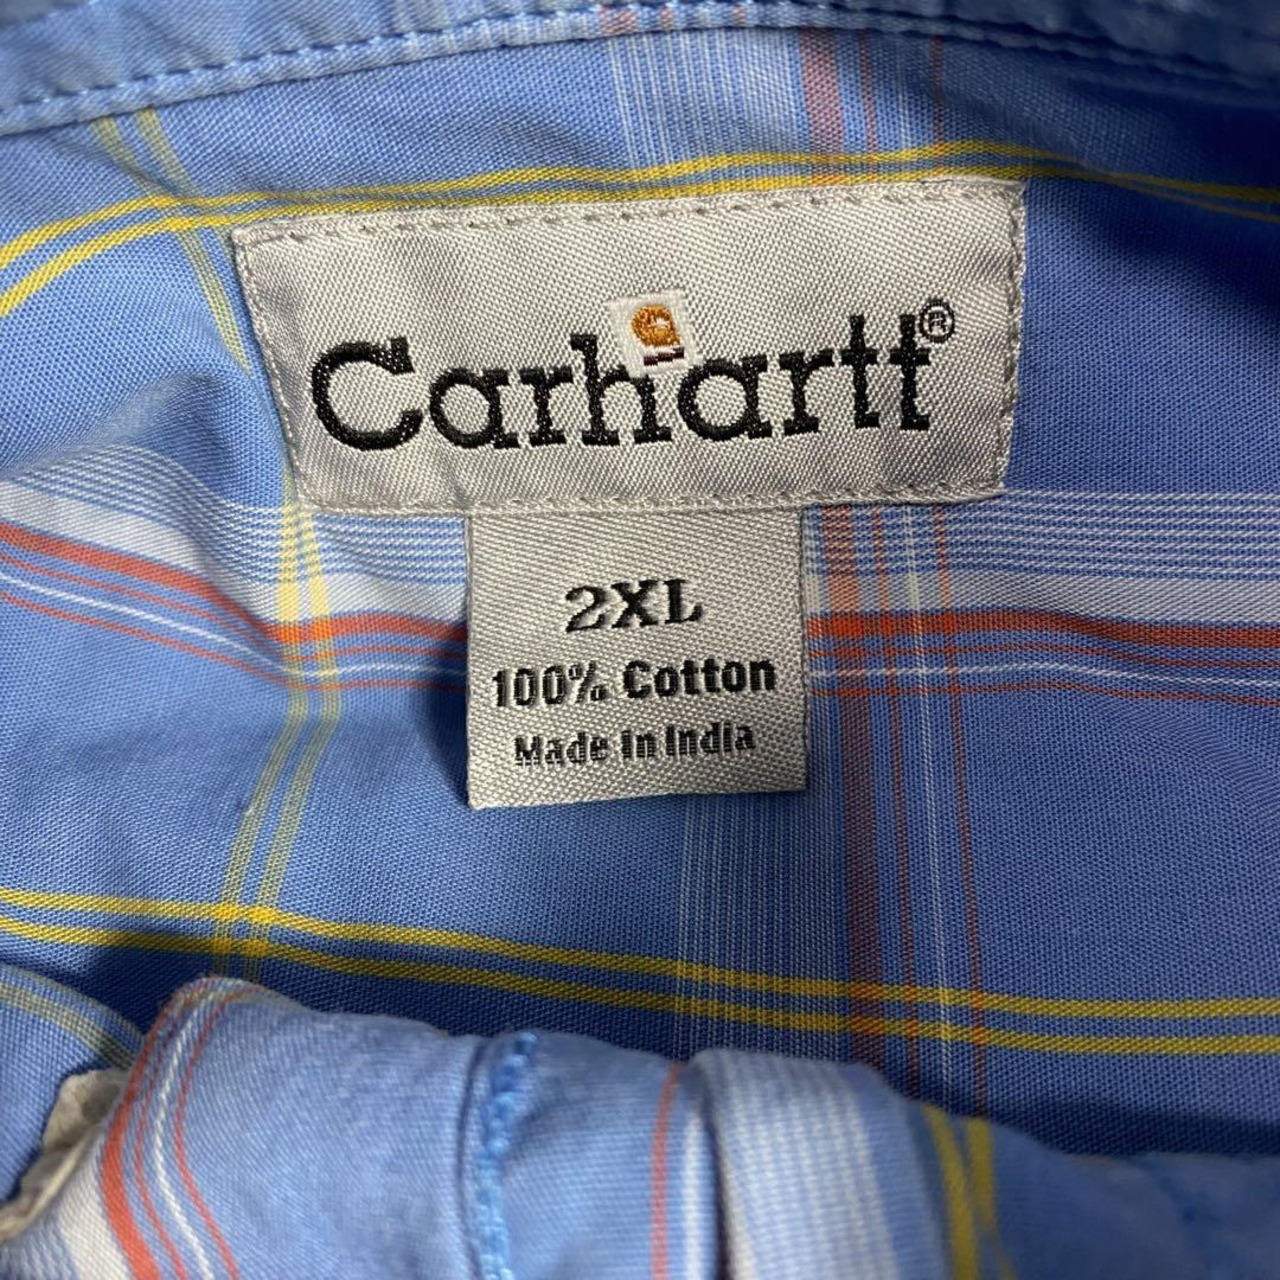 Carhartt®
2XL
100% Cotton
Made In India